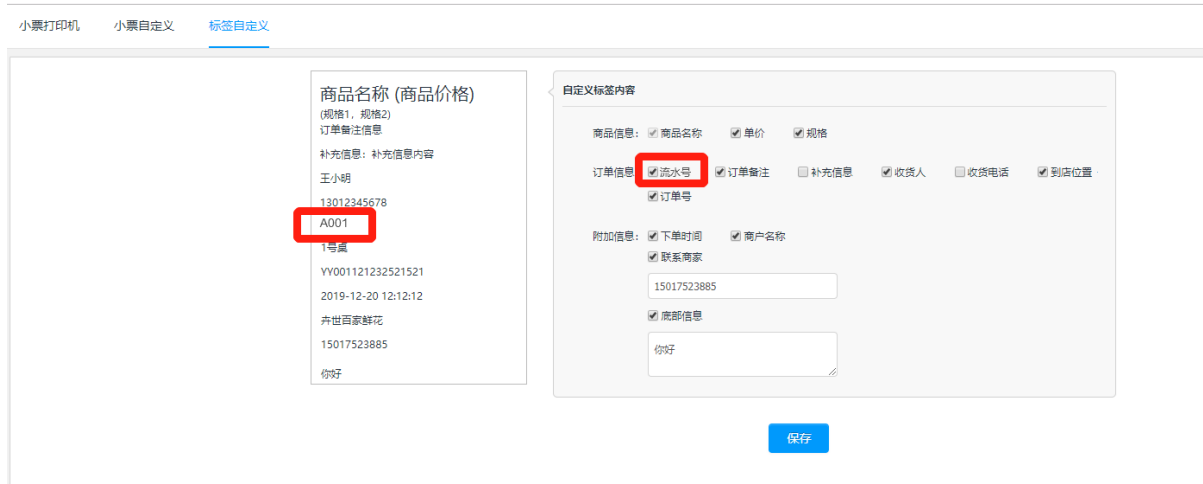 小票打印机 小票自定义 标签自定义
商品名称 (商品价格)
(规格1, 规格2)
订单备注信息
补充信息：补充信息内容
王小明
13012345678
A001
1号桌
YY001121232521521
2019-12-20 12:12:12
卉世百家鲜花
15017523885
你好
自定义标签内容
商品信息： 商品名称 单价 规格
订单信息 流水号 订单备注 补充信息 收货人 收货电话 到店位置
订单号
附加信息： 下单时间 商户名称
联系商家
15017523885
底部信息
你好
保存